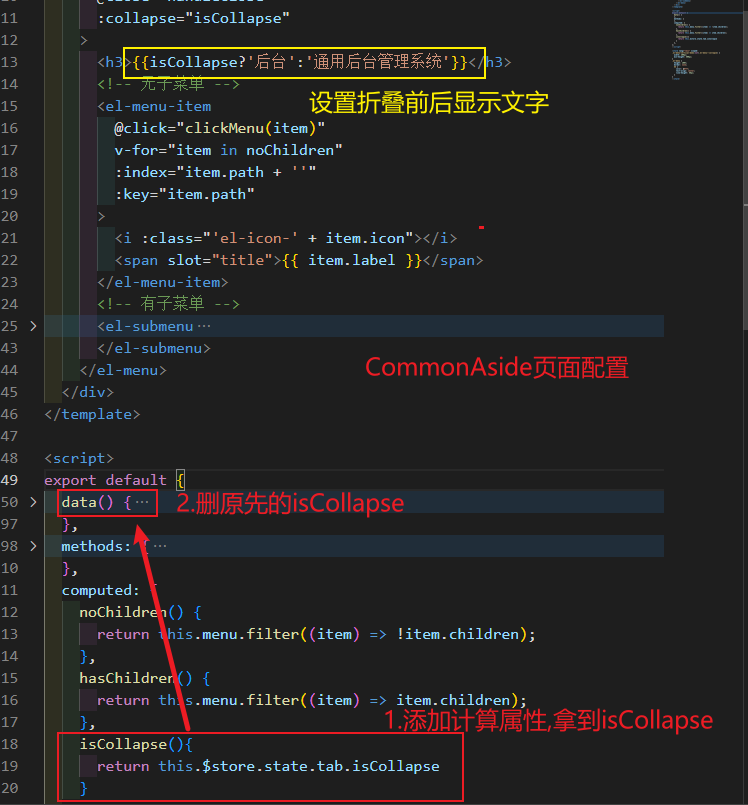 11 :collapse="isCollapse"
12 >
13 <h3>{{isCollapse?'后台':'通用后台管理系统'}}</h3>
14 <!-- 无子菜单 -->
设置折叠前后显示文字
15 <el-menu-item
16 @click="clickMenu(item)"
17 v-for="item in noChildren"
18 :index="item.path + ''"
19 :key="item.path"
20 >
21 <i :class="'el-icon-' + item.icon"></i>
22 <span slot="title">{{ item.label }}</span>
23 </el-menu-item>
24 <!-- 有子菜单 -->
25 <el-submenu ···
43 </el-submenu>
44 </el-menu>
CommonAside页面配置
45 </div>
46 </template>
47
48 <script>
49 export default {
50 data() { ···
2.删原先的isCollapse
97 },
98 methods: { ···
10 },
11 computed: {
12 noChildren() {
13 return this.menu.filter((item) => !item.children);
14 },
15 hasChildren() {
16 return this.menu.filter((item) => item.children);
17 },
1.添加计算属性,拿到isCollapse
18 isCollapse(){
19 return this.$store.state.tab.isCollapse
20 }